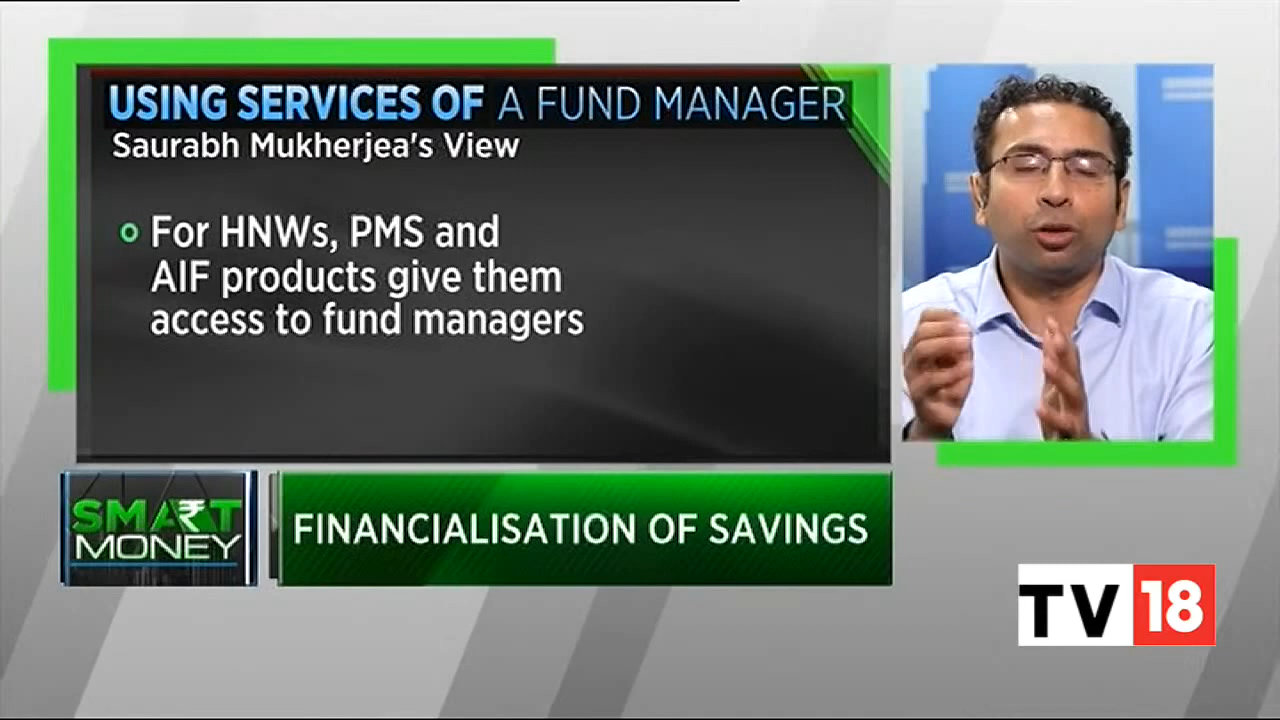 USING SERVICES OF A FUND MANAGER
Saurabh Mukherjea's View
For HNWs, PMS and
AIF products give them
access to fund managers
SMA₹T
MONEY
FINANCIALISATION OF SAVINGS
TV18